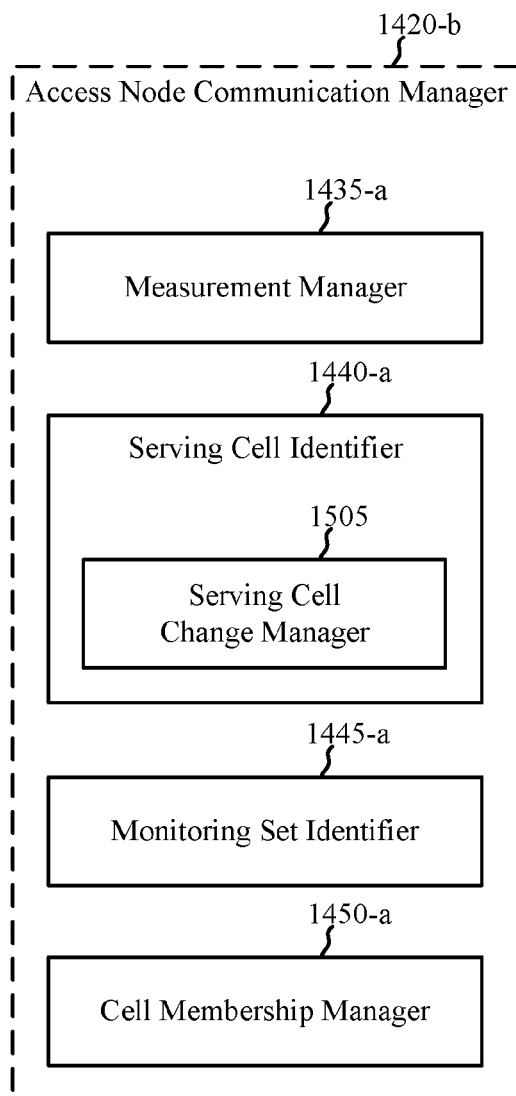 1420-b
Access Node Communication Manager
1435-a
Measurement Manager
1440-a
Serving Cell Identifier
1505
Serving Cell
Change Manager
1445-a
Monitoring Set Identifier
1450-a
Cell Membership Manager